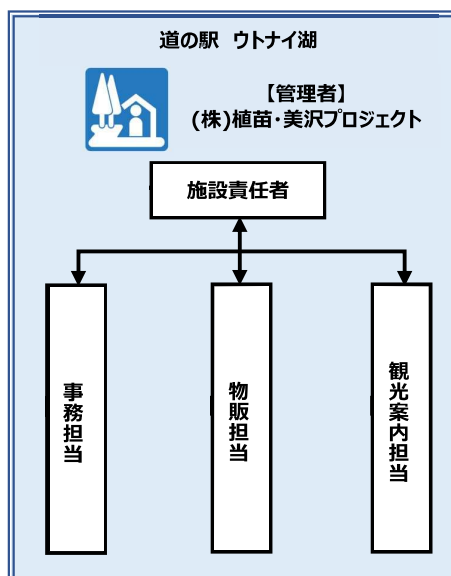 道の駅 ウトナイ湖
【管理者】
(株)植苗・美沢プロジェクト
施設責任者
事務担当
物販担当
観光案内担当